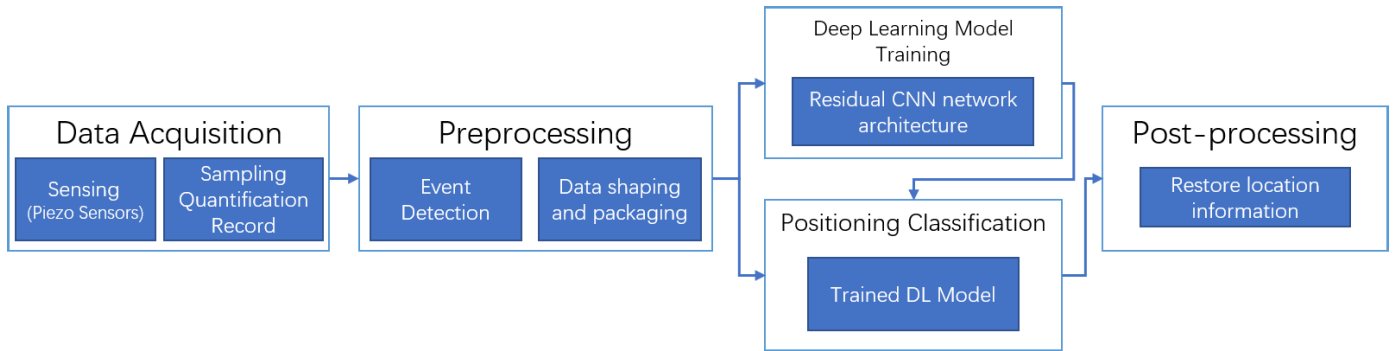 Data Acquisition
Sensing
(Piezo Sensors)
Sampling
Quantification
Record
Preprocessing
Event
Detection
Data shaping
and packaging
Deep Learning Model
Training
Residual CNN network
architecture
Positioning Classification
Trained DL Model
Post-processing
Restore location
information